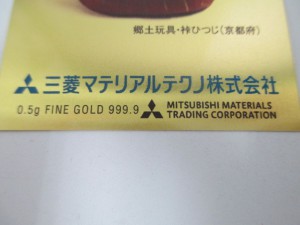 郷土玩具・裃ひつじ(京都府)
三菱マテリアルテクノ株式会社
0.5g FINE GOLD 999.9
MITSUBISHI MATERIALS
TRADING CORPORATION